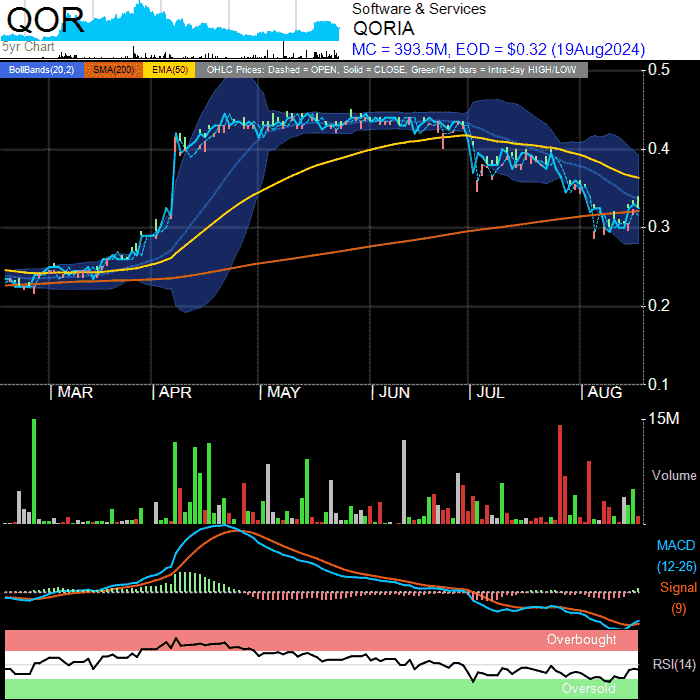 QOR
5yr Chart
Software & Services
QORIA
MC = 393.5M, EOD = $0.32 (19Aug2024)
BollBands(20,2) SMA(200) EMA(50) OHLC Prices: Dashed = OPEN, Solid = CLOSE, Green/Red bars = Intra-day HIGH/LOW
0.5
0.4
0.3
0.2
0.1
MAR APR MAY JUN JUL AUG
15M
Volume
MACD
(12-26)
Signal
(9)
Overbought
RSI(14)
Oversold